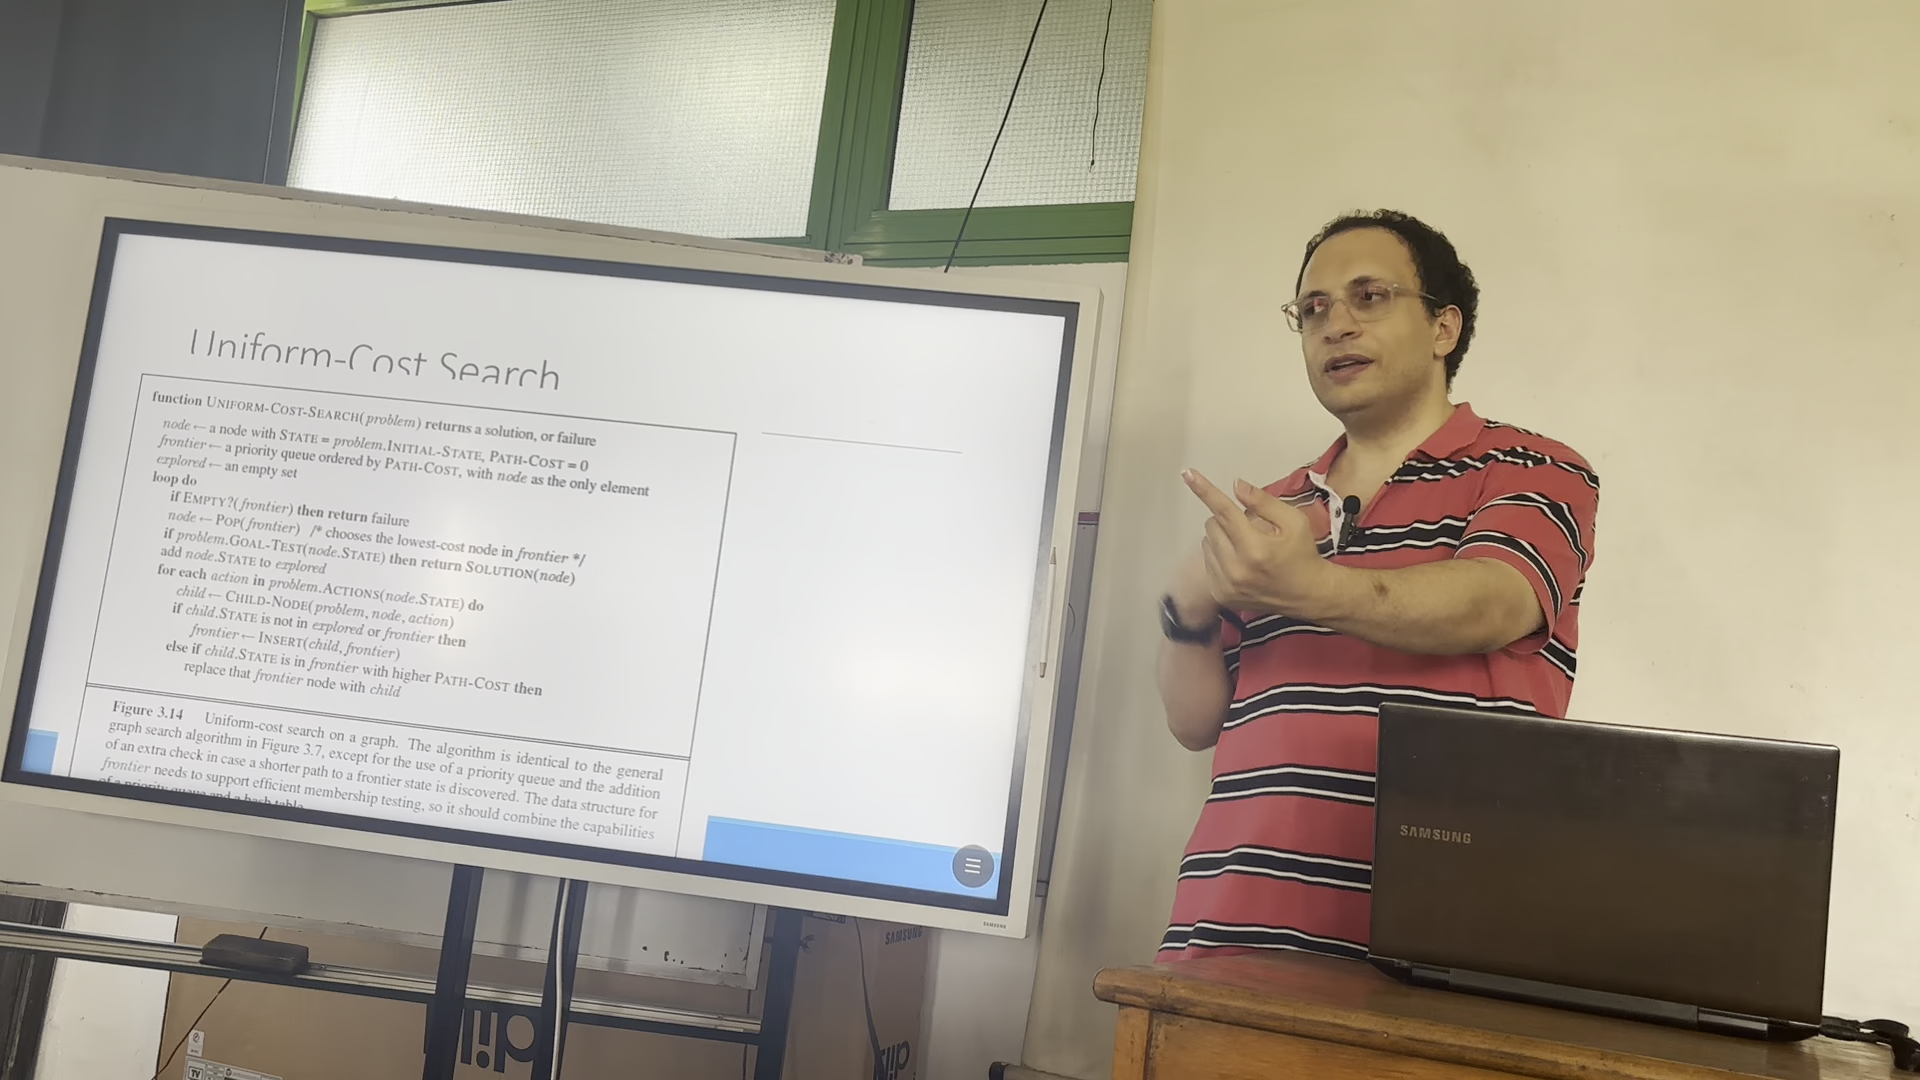 Uniform-Cost Search
function UNIFORM-COST-SEARCH(problem) returns a solution, or failure
node ← a node with STATE = problem.INITIAL-STATE, PATH-COST = 0
frontier ← a priority queue ordered by PATH-COST, with node as the only element
explored ← an empty set
loop do
if EMPTY?(frontier) then return failure
node ← POP(frontier) /* chooses the lowest-cost node in frontier */
if problem.GOAL-TEST(node.STATE) then return SOLUTION(node)
add node.STATE to explored
for each action in problem.ACTIONS(node.STATE) do
child ← CHILD-NODE(problem, node, action)
if child.STATE is not in explored or frontier then
frontier ← INSERT(child, frontier)
else if child.STATE is in frontier with higher PATH-COST then
replace that frontier node with child
Figure 3.14 Uniform-cost search on a graph. The algorithm is identical to the general
graph search algorithm in Figure 3.7, except for the use of a priority queue and the addition
of an extra check in case a shorter path to a frontier state is discovered. The data structure for
frontier needs to support efficient membership testing, so it should combine the capabilities
of a priority queue and a hash table.
SAMSUNG
SAMSUNG
SAMSUNG
TV